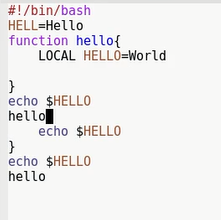 #!/bin/bash
HELL=Hello
function hello{
    LOCAL HELLO=World

}
echo $HELLO
hello
    echo $HELLO
}
echo $HELLO
hello